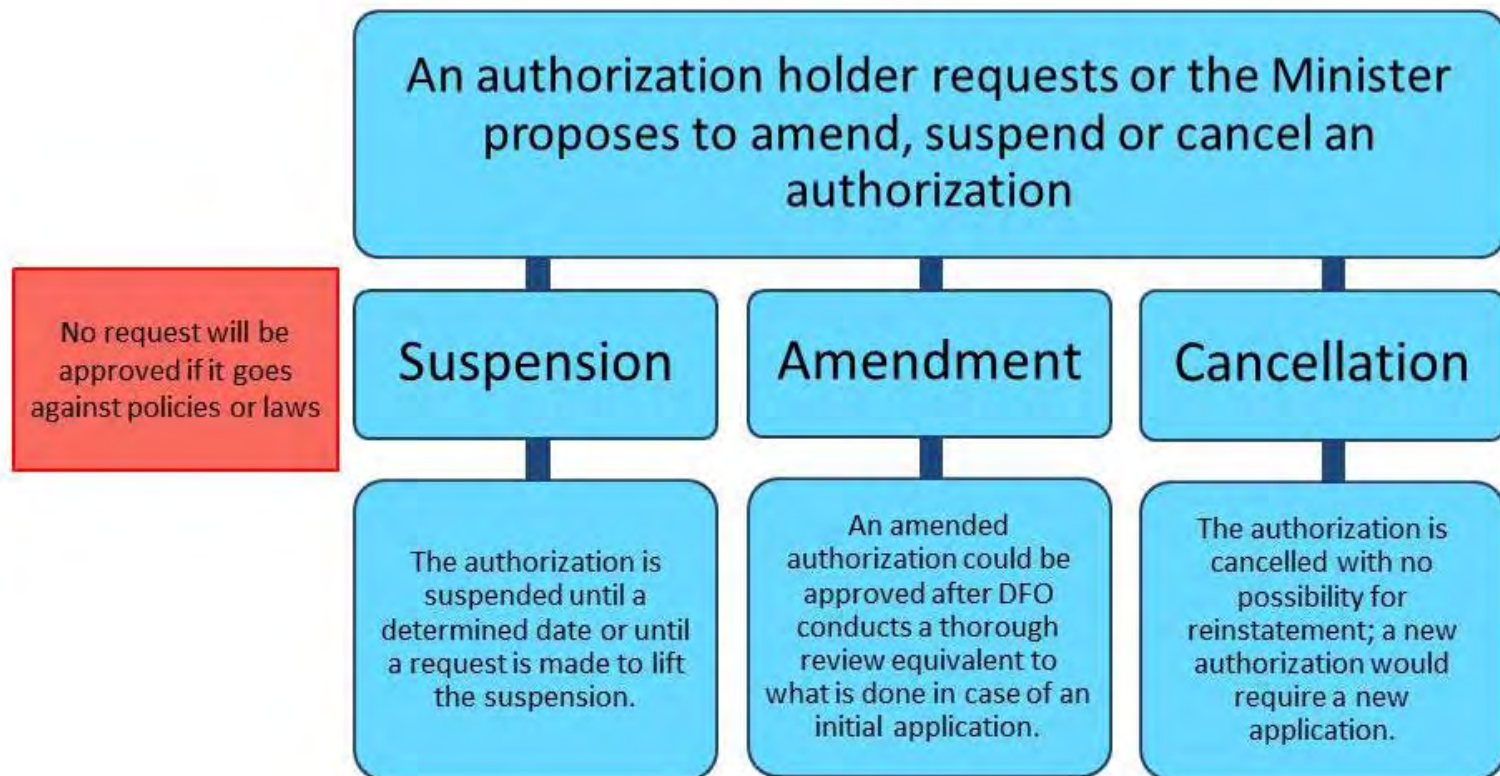 An authorization holder requests or the Minister
proposes to amend, suspend or cancel an
authorization
No request will be
approved if it goes
against policies or laws
Suspension
Amendment
Cancellation
The authorization is
suspended until a
determined date or until
a request is made to lift
the suspension.
An amended
authorization could be
approved after DFO
conducts a thorough
review equivalent to
what is done in case of an
initial application.
The authorization is
cancelled with no
possibility for
reinstatement; a new
authorization would
require a new
application.